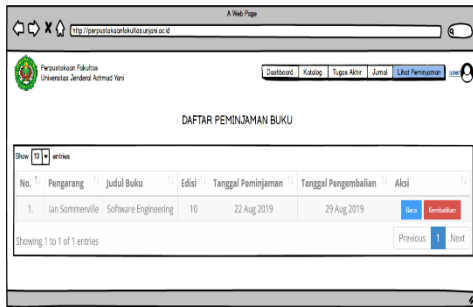 A Web Page
http://perpustakaanfakultas.unjani.ac.id
Perpustakaan Fakultas
Universitas Jenderal Achmad Yani
Dashboard Katalog Tugas Akhir Jurnal Lihat Peminjaman user
DAFTAR PEMINJAMAN BUKU
Show 10 entries
No. Pengarang Judul Buku Edisi Tanggal Peminjaman Tanggal Pengembalian Aksi
1. Ian Sommerville Software Engineering 10 22 Aug 2019 29 Aug 2019 Baca Kembalikan
Showing 1 to 1 of 1 entries
Previous 1 Next